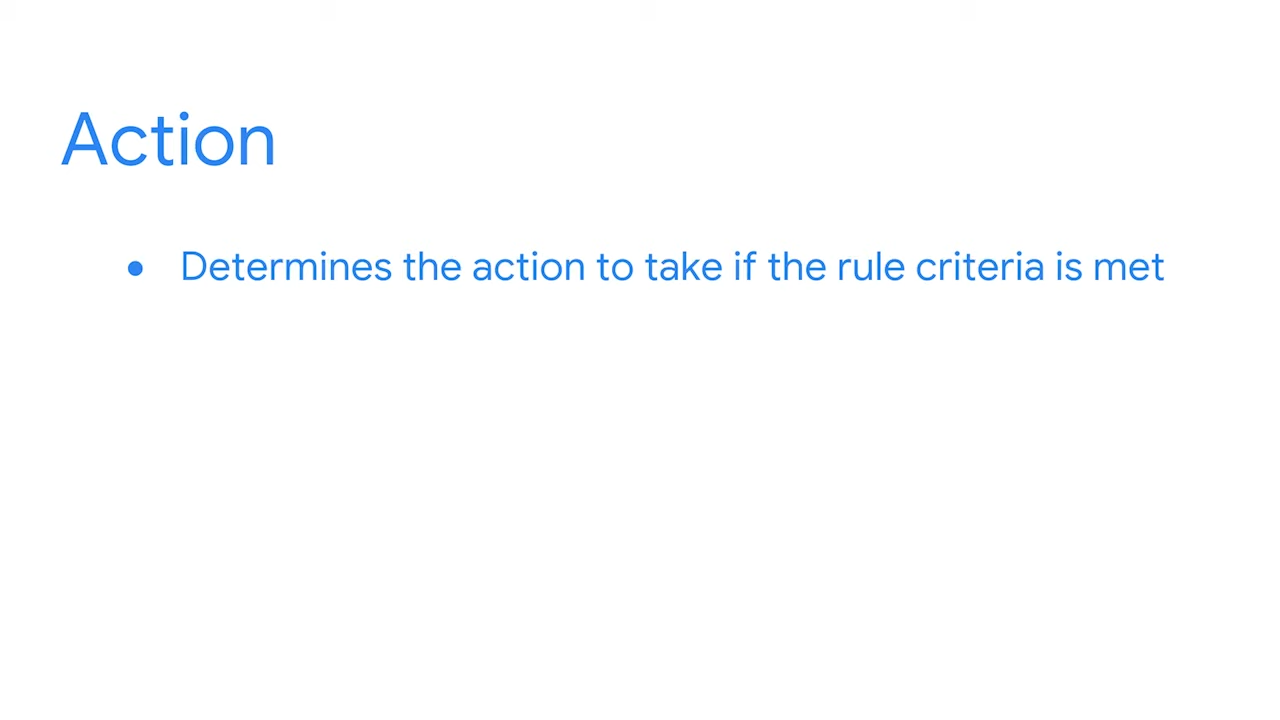 Action
● Determines the action to take if the rule criteria is met